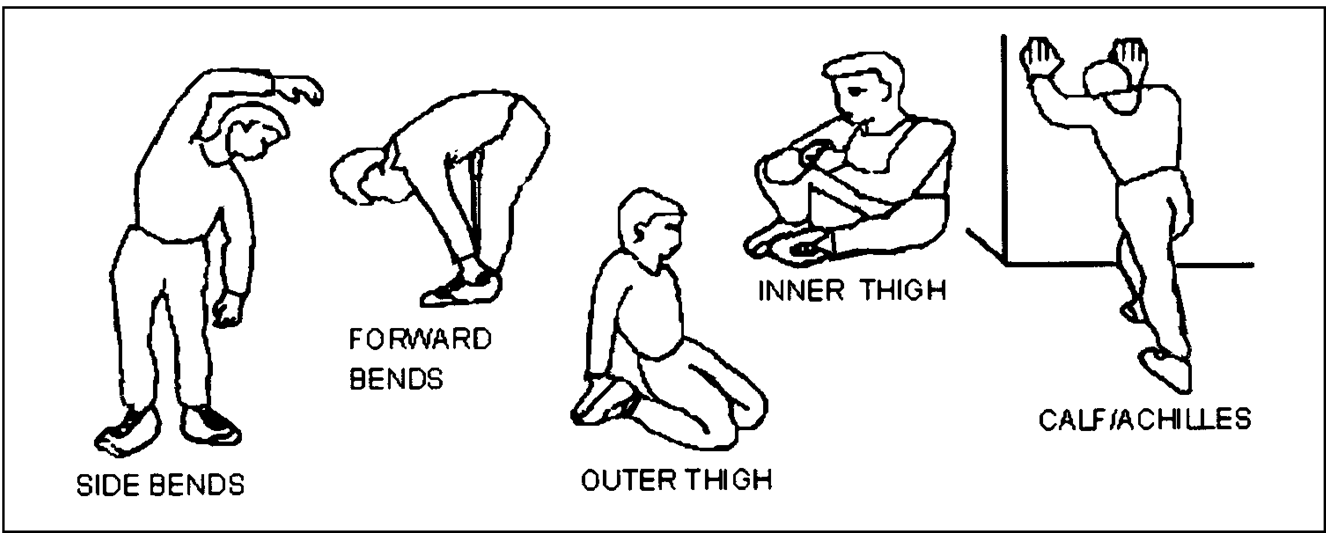 SIDE BENDS
FORWARD
BENDS
OUTER THIGH
INNER THIGH
CALF/ACHILLES